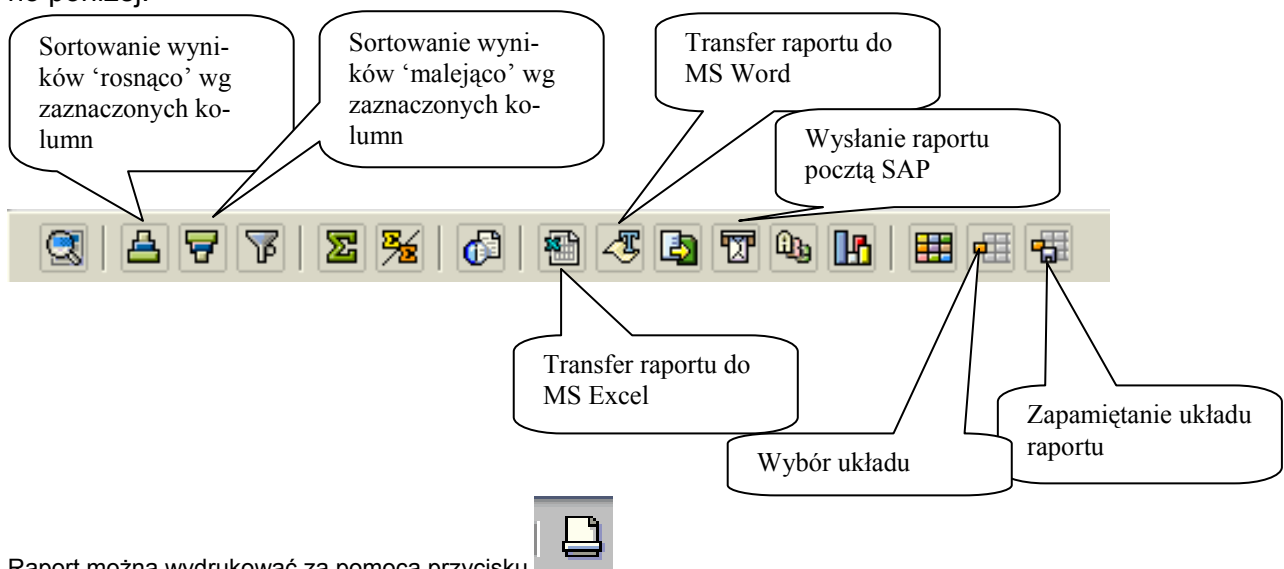 no poniżej.
Sortowanie wyni-
ków ‘rosnąco’ wg
zaznaczonych ko-
lumn
Sortowanie wyni-
ków ‘malejąco’ wg
zaznaczonych ko-
lumn
Transfer raportu do
MS Word
Wysłanie raportu
pocztą SAP
Transfer raportu do
MS Excel
Wybór układu
Zapamiętanie układu
raportu
Raport można wydrukować za pomocą przycisku